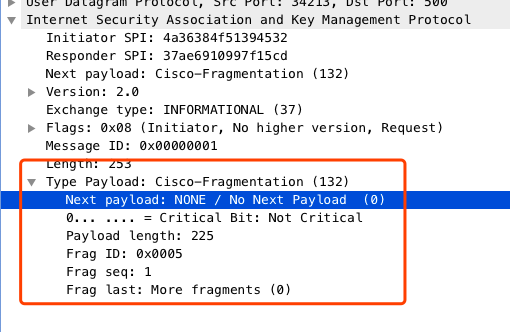 User Datagram Protocol, Src Port: 34213, Dst Port: 500
Internet Security Association and Key Management Protocol
Initiator SPI: 4a36384f51394532
Responder SPI: 37ae6910997f15cd
Next payload: Cisco-Fragmentation (132)
Version: 2.0
Exchange type: INFORMATIONAL (37)
Flags: 0x08 (Initiator, No higher version, Request)
Message ID: 0x00000001
Length: 253
Type Payload: Cisco-Fragmentation (132)
Next payload: NONE / No Next Payload  (0)
0... .... = Critical Bit: Not Critical
Payload length: 225
Frag ID: 0x0005
Frag seq: 1
Frag last: More fragments (0)